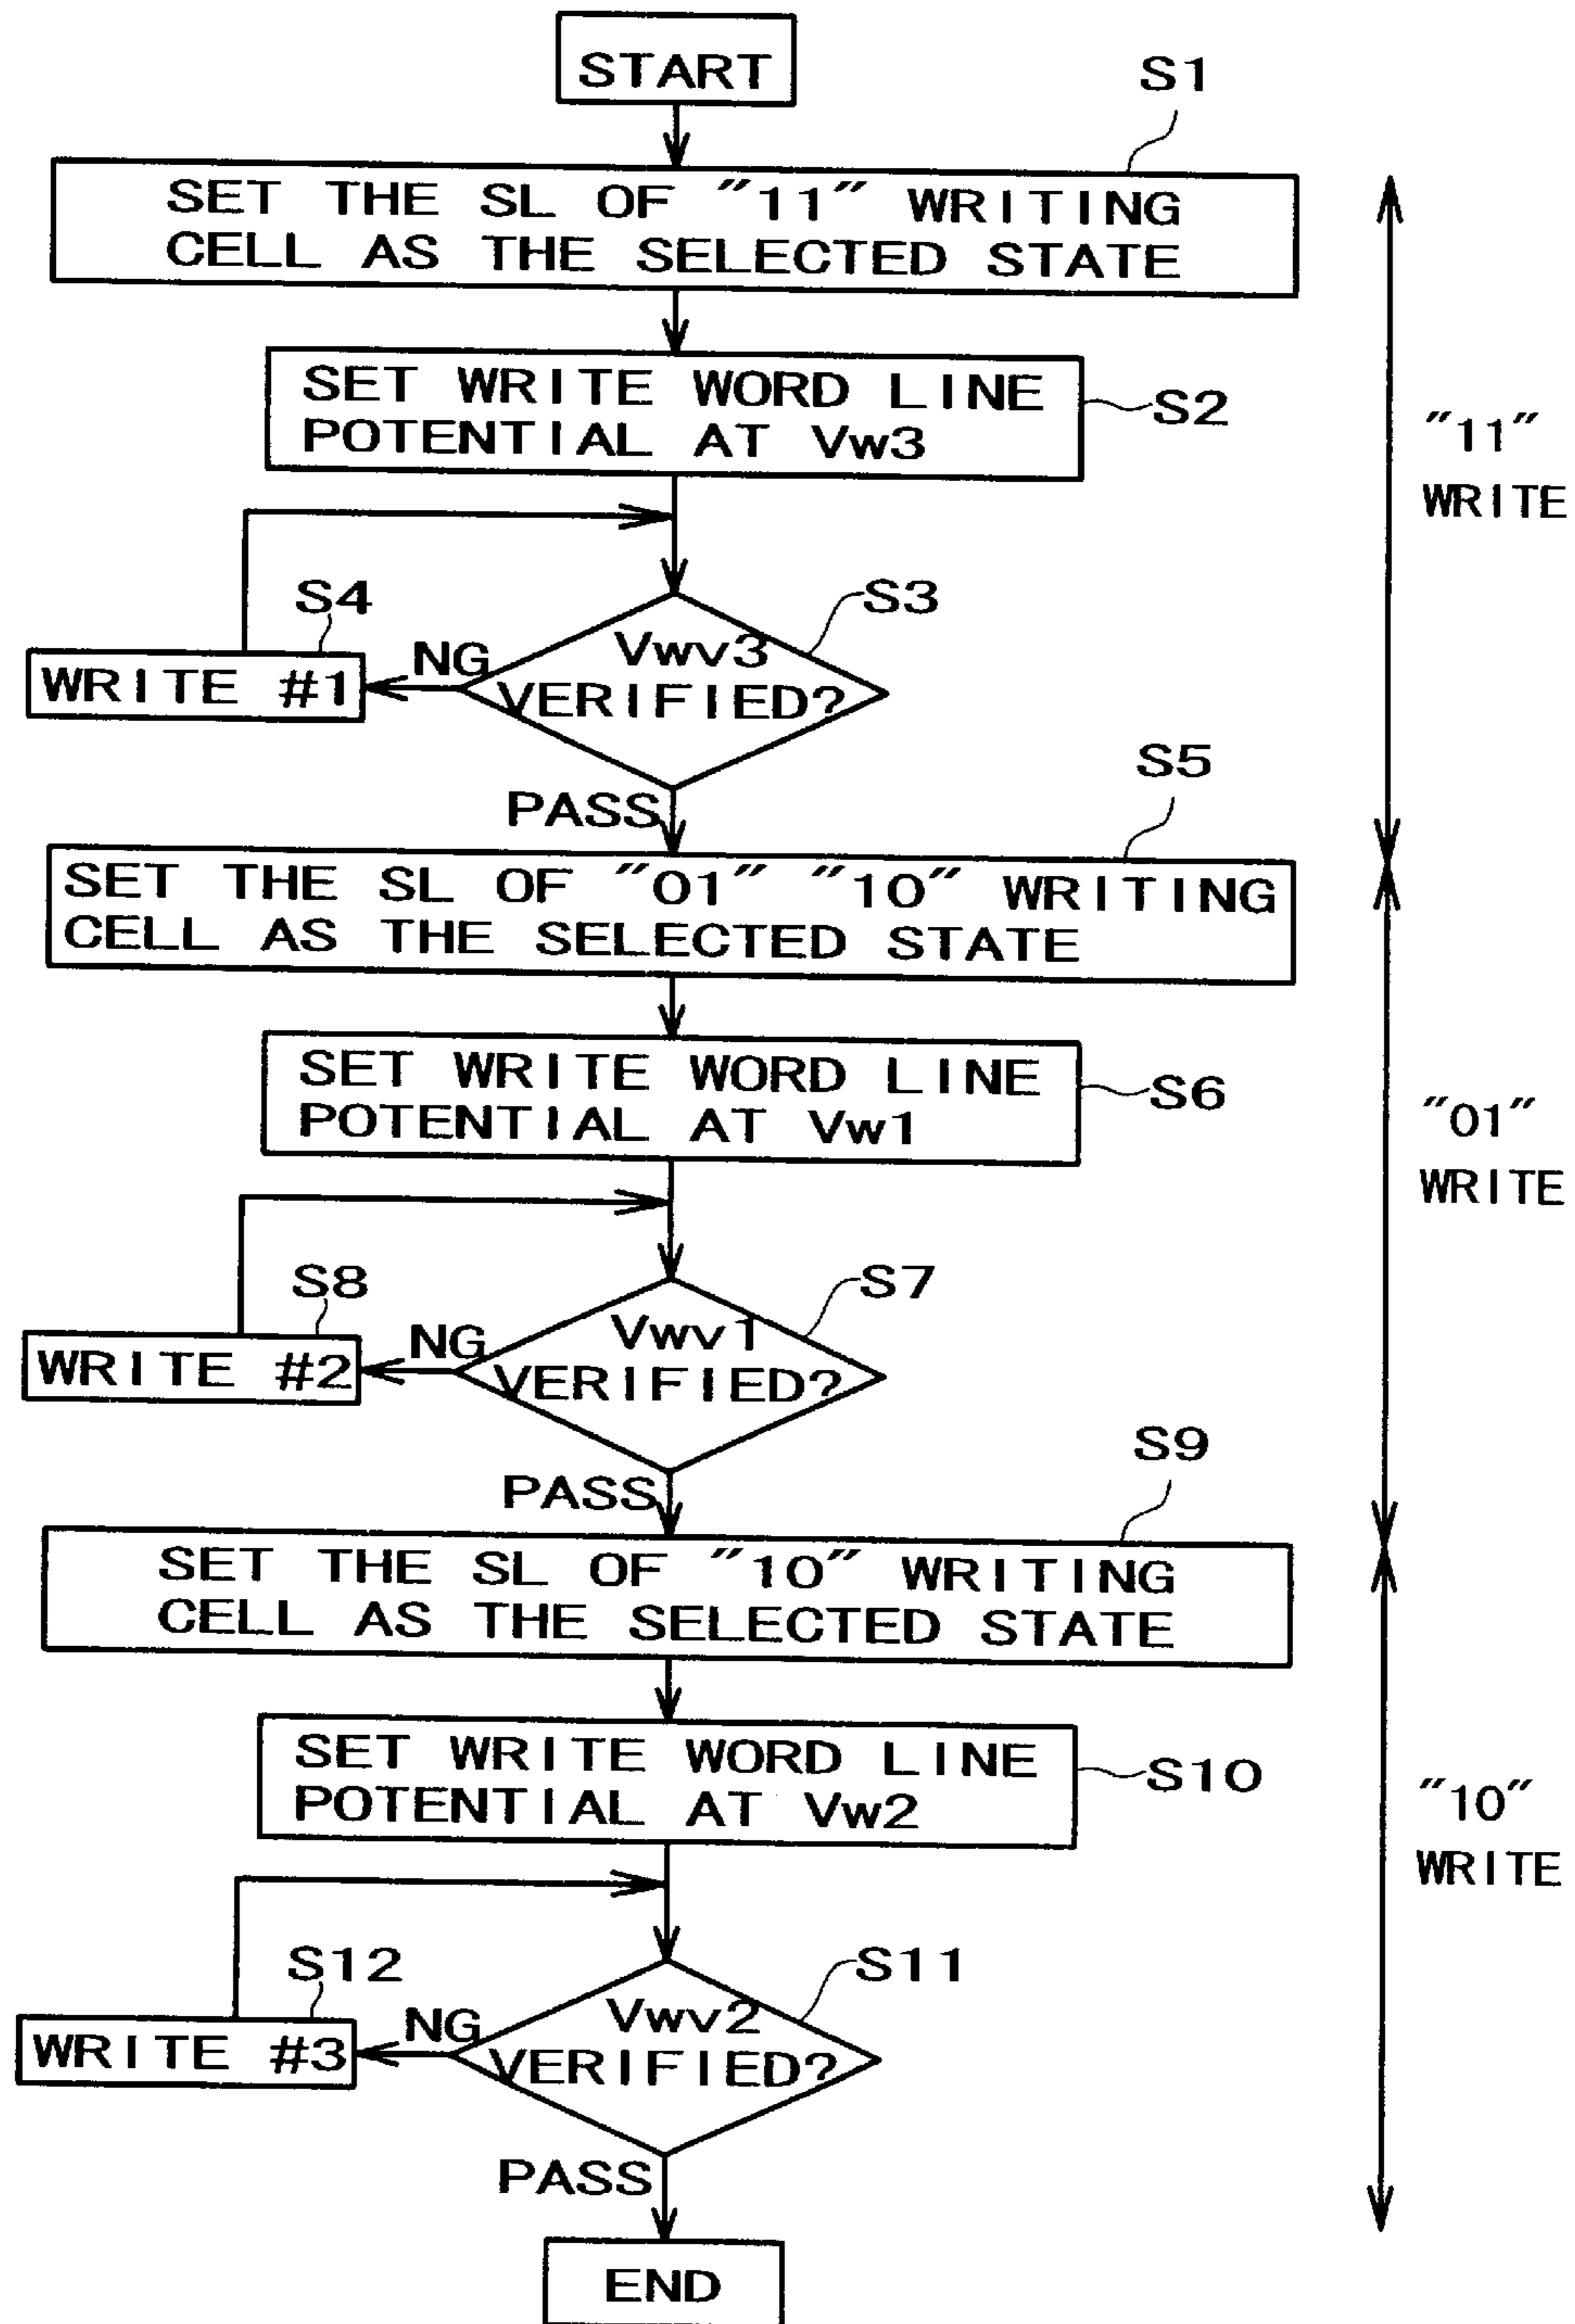 START
S1
SET THE SL OF "11" WRITING
CELL AS THE SELECTED STATE
SET WRITE WORD LINE
POTENTIAL AT Vw3
S2
"11"
WRITE
S4
S3
WRITE #1
NG
Vwv3
VERIFIED?
PASS
S5
SET THE SL OF "01" "10" WRITING
CELL AS THE SELECTED STATE
SET WRITE WORD LINE
POTENTIAL AT Vw1
S6
"01"
WRITE
S8
S7
WRITE #2
NG
Vwv1
VERIFIED?
PASS
S9
SET THE SL OF "10" WRITING
CELL AS THE SELECTED STATE
SET WRITE WORD LINE
POTENTIAL AT Vw2
S10
"10"
WRITE
S12
S11
WRITE #3
NG
Vwv2
VERIFIED?
PASS
END